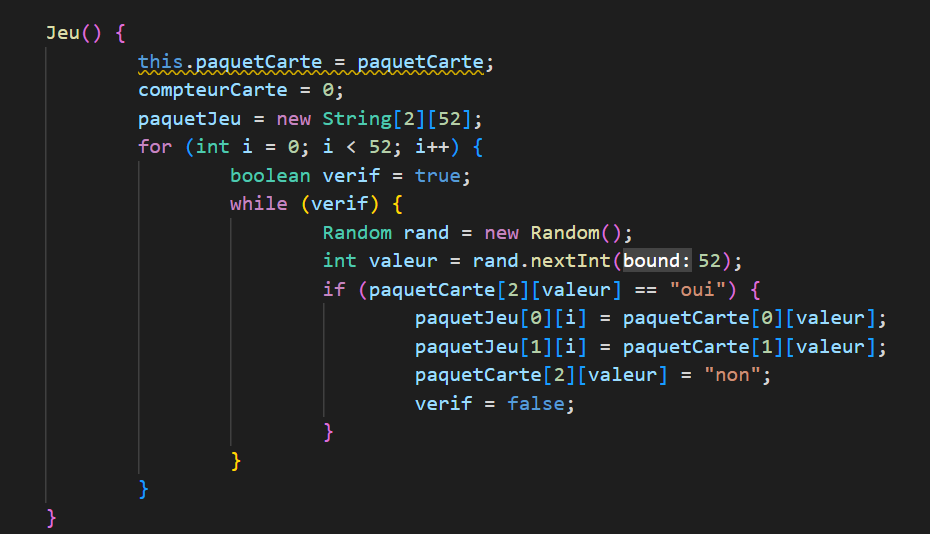 Jeu() {
this.paquetCarte = paquetCarte;
compteurCarte = 0;
paquetJeu = new String[2][52];
for (int i = 0; i < 52; i++) {
boolean verif = true;
while (verif) {
Random rand = new Random();
int valeur = rand.nextInt(bound: 52);
if (paquetCarte[2][valeur] == "oui") {
paquetJeu[0][i] = paquetCarte[0][valeur];
paquetJeu[1][i] = paquetCarte[1][valeur];
paquetCarte[2][valeur] = "non";
verif = false;
}
}
}
}